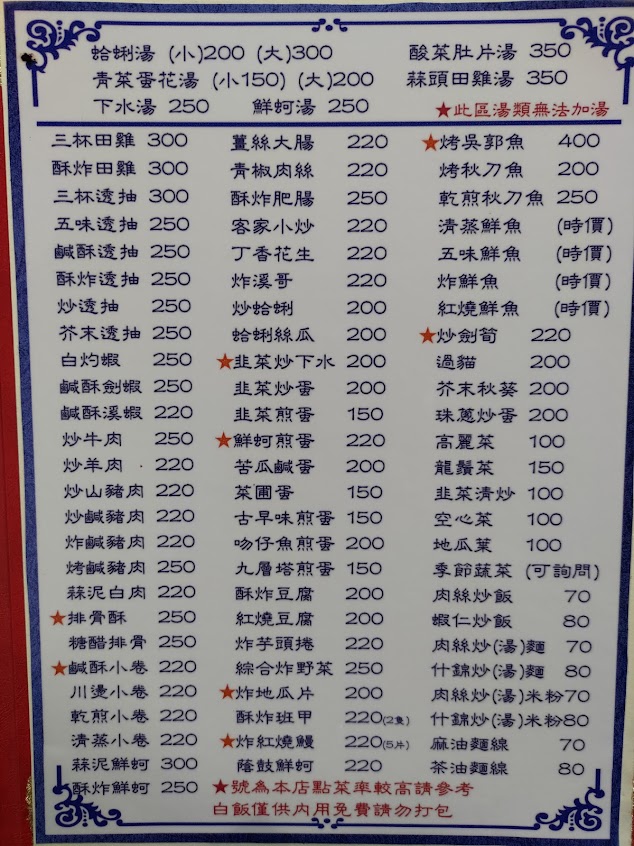 蛤蜊湯 (小)200 (大)300
酸菜肚片湯 350
青菜蛋花湯 (小150) (大)200
蒜頭田雞湯 350
下水湯 250
鮮蚵湯 250
★此區湯類無法加湯
三杯田雞 300
酥炸田雞 300
三杯透抽 300
五味透抽 250
鹹酥透抽 250
酥炸透抽 250
炒透抽 250
芥末透抽 250
白灼蝦 250
鹹酥劍蝦 250
鹹酥溪蝦 220
炒牛肉 250
炒羊肉 220
炒山豬肉 220
炒鹹豬肉 220
炸鹹豬肉 220
烤鹹豬肉 250
蒜泥白肉 220
★排骨酥 250
糖醋排骨 250
★鹹酥小卷 220
川燙小卷 220
乾煎小卷 220
清蒸小卷 220
蒜泥鮮蚵 300
酥炸鮮蚵 250
薑絲大腸 220
青椒肉絲 220
酥炸肥腸 250
客家小炒 220
丁香花生 220
炸溪哥 220
炒蛤蜊 200
蛤蜊絲瓜 200
★韭菜炒下水 200
韭菜炒蛋 200
韭菜煎蛋 150
★鮮蚵煎蛋 220
苦瓜鹹蛋 200
菜圃蛋 150
古早味煎蛋 150
吻仔魚煎蛋 200
九層塔煎蛋 150
酥炸豆腐 200
紅燒豆腐 200
炸芋頭捲 220
綜合炸野菜 250
★炸地瓜片 200
酥炸班甲 220(2隻)
★炸紅燒鰻 220(5片)
蔭鼓鮮蚵 220
★烤吳郭魚 400
烤秋刀魚 200
乾煎秋刀魚 250
清蒸鮮魚 (時價)
五味鮮魚 (時價)
炸鮮魚 (時價)
紅燒鮮魚 (時價)
★炒劍筍 220
過貓 200
芥末秋葵 200
珠蔥炒蛋 200
高麗菜 100
龍鬚菜 150
韭菜清炒 100
空心菜 100
地瓜葉 100
季節蔬菜 (可詢問)
肉絲炒飯 70
蝦仁炒飯 80
肉絲炒(湯)麵 70
什錦炒(湯)麵 80
肉絲炒(湯)米粉70
什錦炒(湯)米粉80
麻油麵線 70
茶油麵線 80
★號為本店點菜率較高請參考
白飯僅供內用免費請勿打包